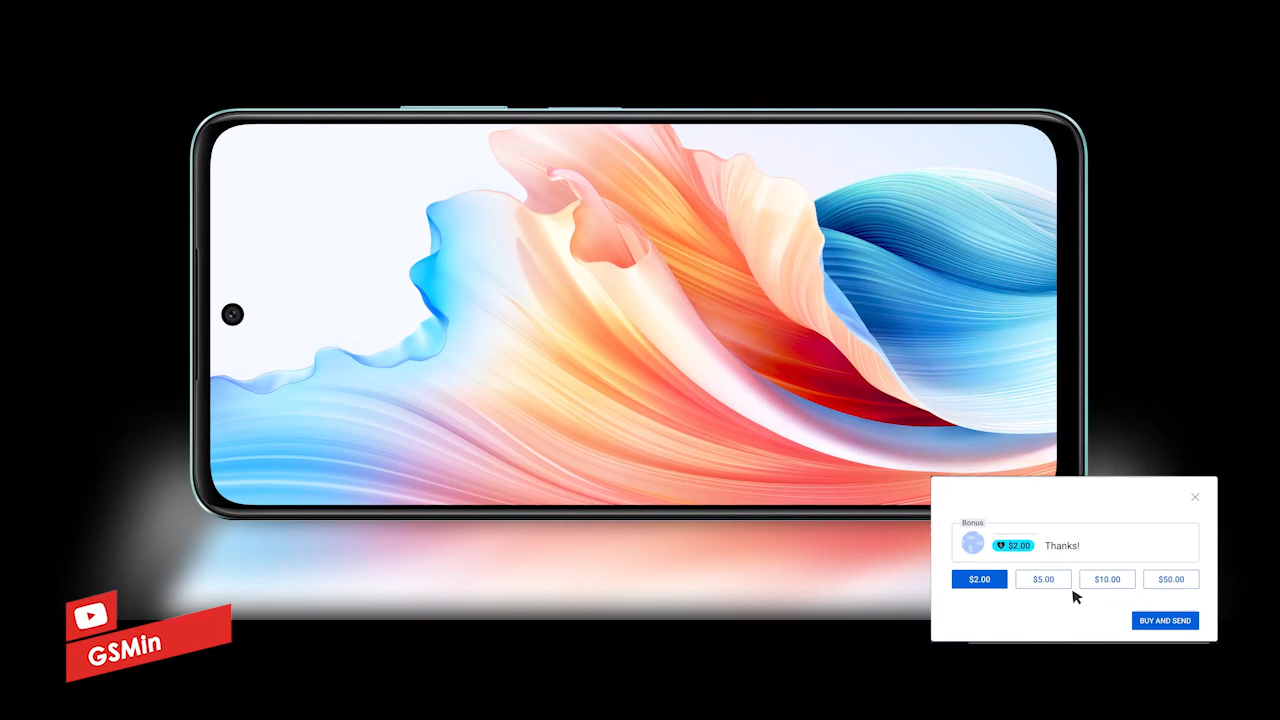 Bonus
$2.00 Thanks!
$2.00 $5.00 $10.00 $50.00
BUY AND SEND
GSMin